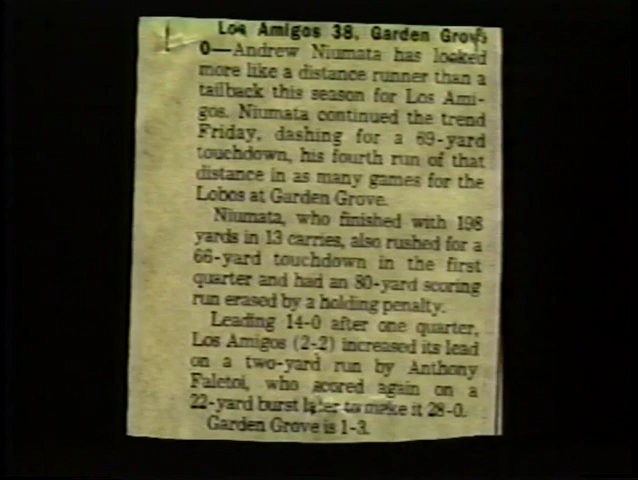 Los Amigos 38, Garden Grove
0—Andrew Niumata has looked
more like a distance runner than a
tailback this season for Los Ami-
gos. Niumata continued the trend
Friday, dashing for a 69-yard
touchdown, his fourth run of that
distance in as many games for the
Lobos at Garden Grove.
Niumata, who finished with 198
yards in 13 carries, also rushed for a
66-yard touchdown in the first
quarter and had an 80-yard scoring
run erased by a holding penalty.
Leading 14-0 after one quarter,
Los Amigos (2-2) increased its lead
on a two-yard run by Anthony
Faletoi, who scored again on a
22-yard burst later to make it 28-0.
Garden Grove is 1-3.